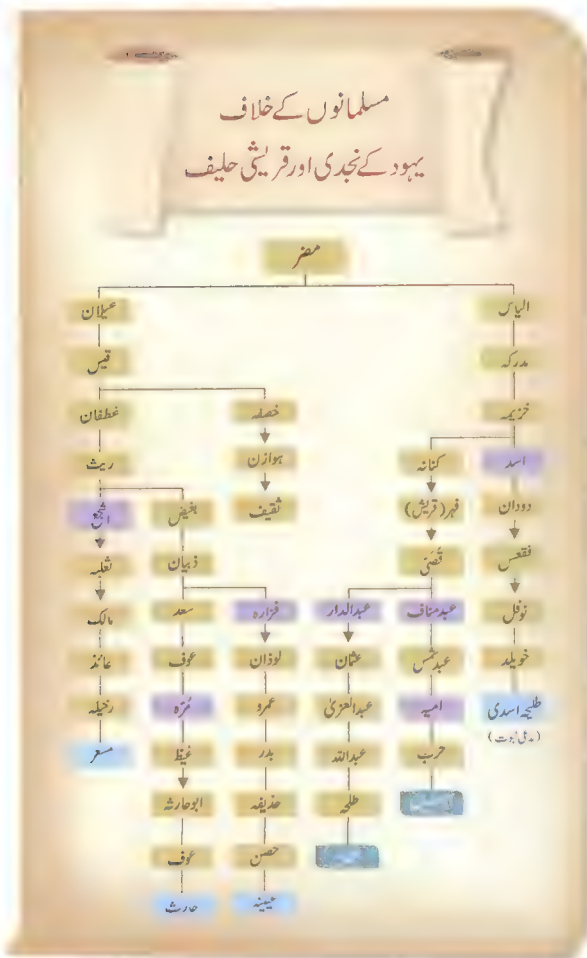 مسلمانوں کے خلاف
یہود کے نجدی اور قریشی حلیف
مضر
الیاس
عیلان
مدرکہ
قیس
خزیمہ
خصفہ
غطفان
اسد
کنانہ
ہوازن
ریث
دودان
فہر (قریش)
ثقیف
بغیض
اشجع
فقعس
قُصَیّ
ذبیان
ثعلبہ
نوفل
عبدمناف
عبدالدار
فزارہ
سعد
مالک
خویلد
عبدشمس
عثمان
لوذان
عوف
عائذ
طلیحہ اسدی
(مدعی نبوت)
امیہ
عبدالعزیٰ
عمرو
مُرّہ
رخیلہ
حرب
عبداللہ
بدر
غیظ
مسعر
طلحہ
حذیفہ
ابوحارثہ
حصن
عوف
عیینہ
حارث